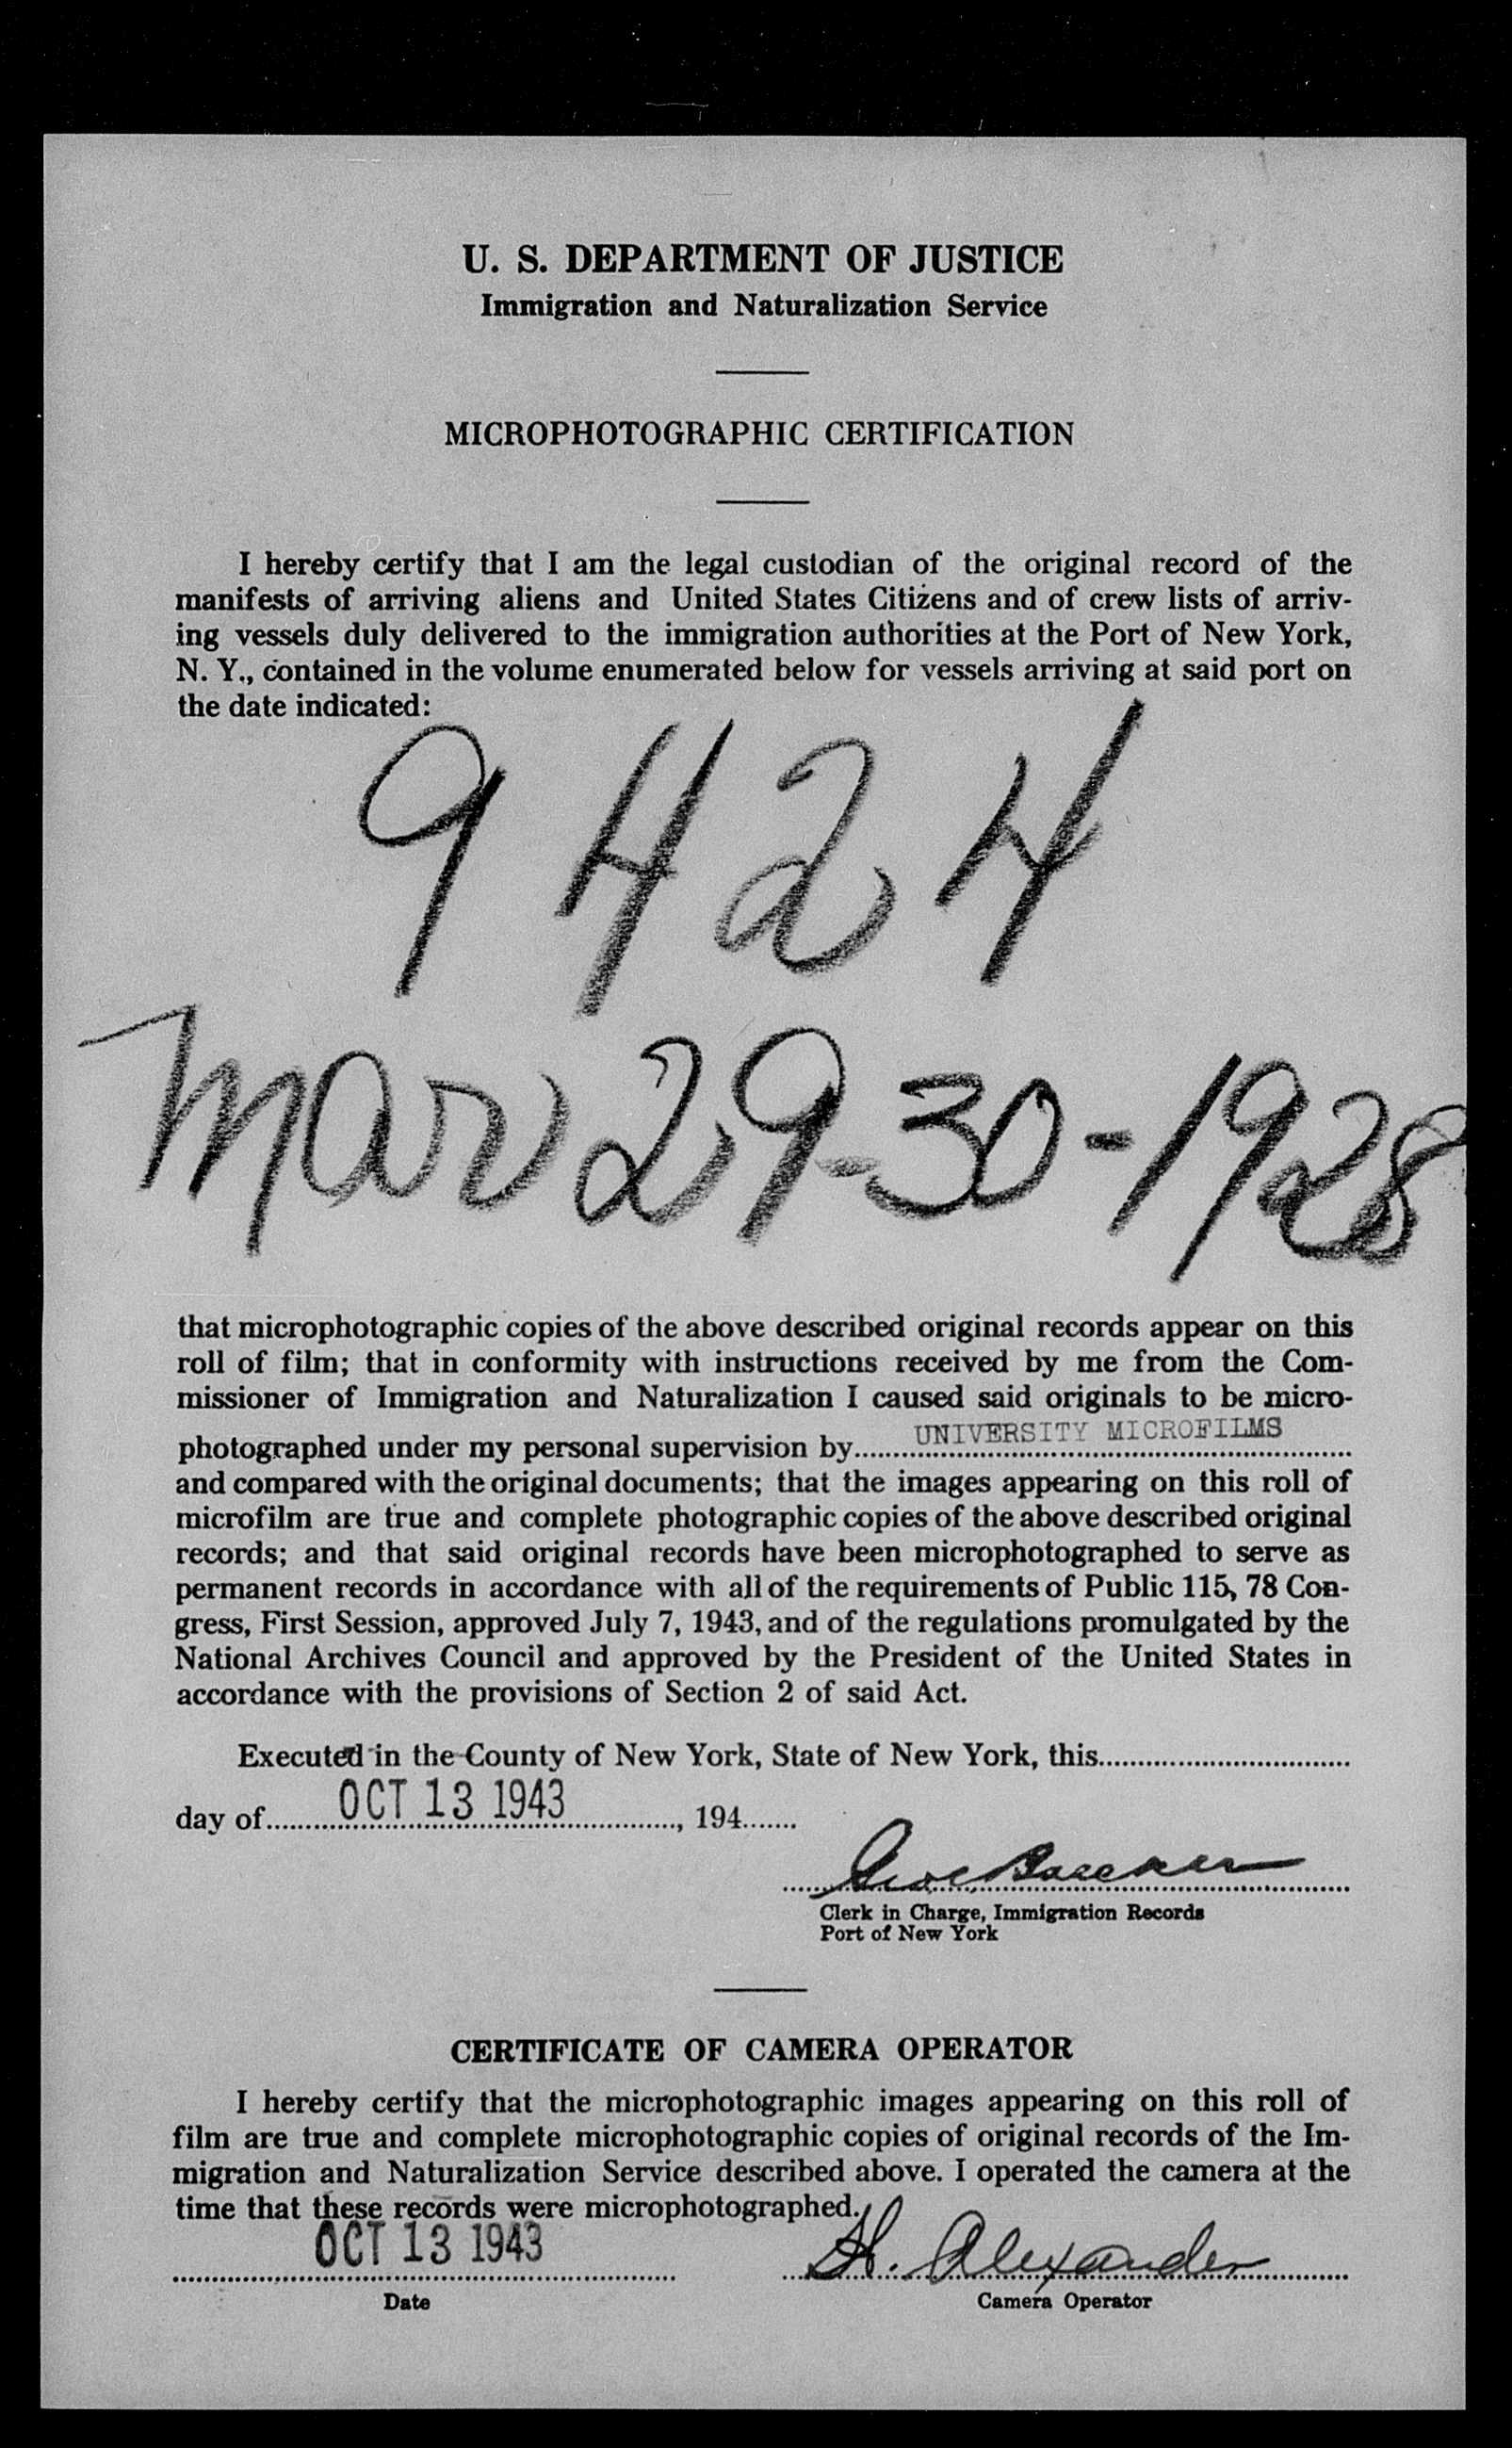 U. S. DEPARTMENT OF JUSTICE
Immigration and Naturalization Service
MICROPHOTOGRAPHIC CERTIFICATION
I hereby certify that I am the legal custodian of the original record of the
manifests of arriving aliens and United States Citizens and of crew lists of arriv-
ing vessels duly delivered to the immigration authorities at the Port of New York,
N. Y., contained in the volume enumerated below for vessels arriving at said port on
the date indicated:
9424
Mar 29-30-1928
that microphotographic copies of the above described original records appear on this
roll of film; that in conformity with instructions received by me from the Com-
missioner of Immigration and Naturalization I caused said originals to be micro-
photographed under my personal supervision by UNIVERSITY MICROFILMS
and compared with the original documents; that the images appearing on this roll of
microfilm are true and complete photographic copies of the above described original
records; and that said original records have been microphotographed to serve as
permanent records in accordance with all of the requirements of Public 115, 78 Con-
gress, First Session, approved July 7, 1943, and of the regulations promulgated by the
National Archives Council and approved by the President of the United States in
accordance with the provisions of Section 2 of said Act.
Executed in the County of New York, State of New York, this
day of OCT 13 1943, 194
Clerk in Charge, Immigration Records
Port of New York
CERTIFICATE OF CAMERA OPERATOR
I hereby certify that the microphotographic images appearing on this roll of
film are true and complete microphotographic copies of original records of the Im-
migration and Naturalization Service described above. I operated the camera at the
time that these records were microphotographed.
OCT 13 1943 H. Alexander
Date Camera Operator